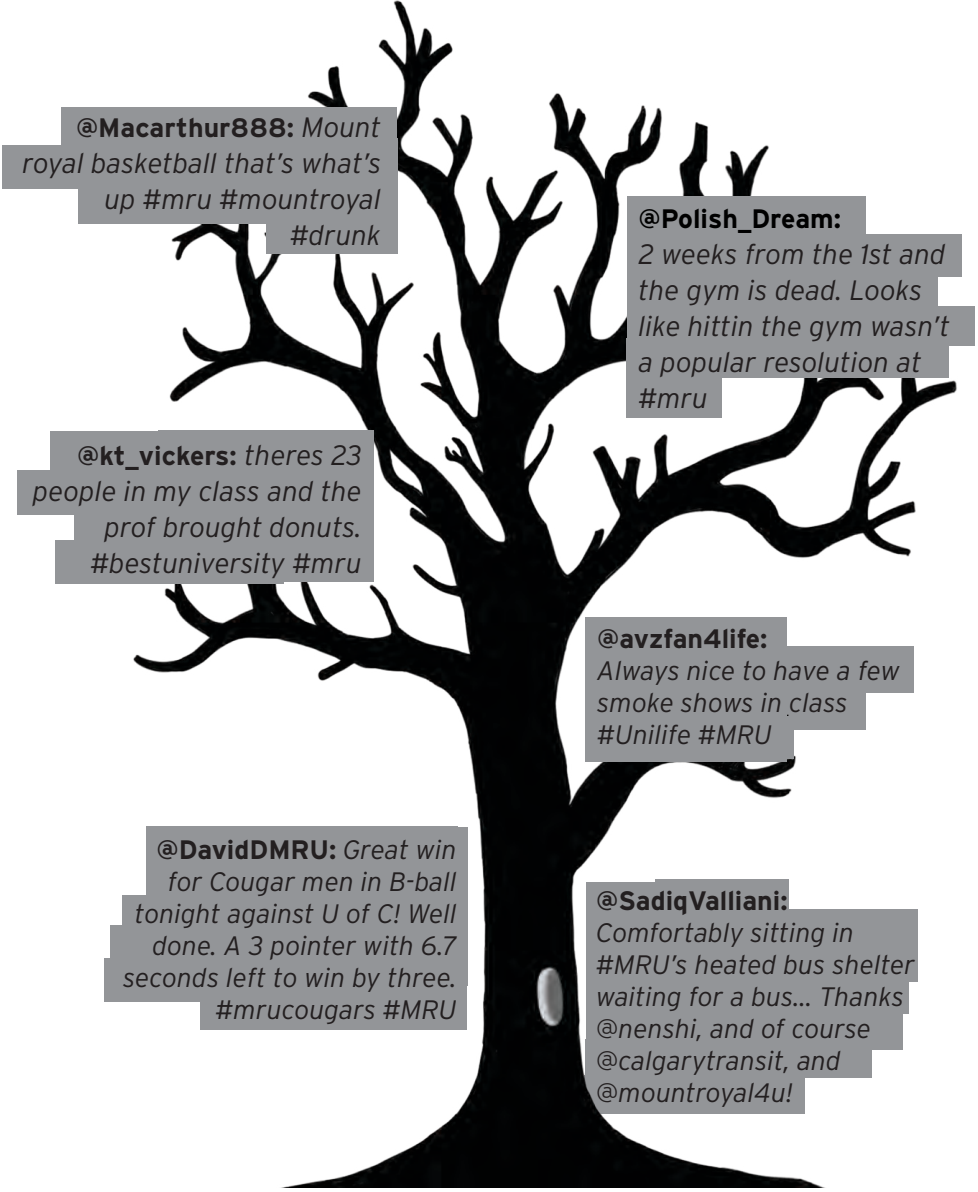 @Macarthur888: Mount
royal basketball that's what's
up #mru #mountroyal
#drunk
@Polish_Dream:
2 weeks from the 1st and
the gym is dead. Looks
like hittin the gym wasn't
a popular resolution at
#mru
@kt_vickers: theres 23
people in my class and the
prof brought donuts.
#bestuniversity #mru
@avzfan4life:
Always nice to have a few
smoke shows in class
#Unilife #MRU
@DavidDMRU: Great win
for Cougar men in B-ball
tonight against U of C! Well
done. A 3 pointer with 6.7
seconds left to win by three.
#mrucougars #MRU
@SadiqValliani:
Comfortably sitting in
#MRU's heated bus shelter
waiting for a bus... Thanks
@nenshi, and of course
@calgarytransit, and
@mountroyal4u!